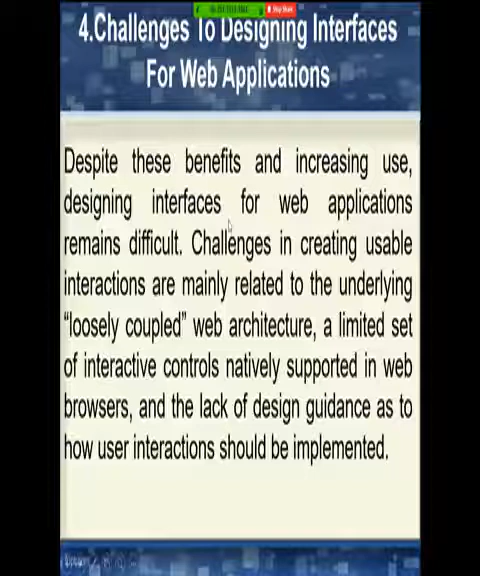 4.Challenges To Designing Interfaces
For Web Applications
Despite these benefits and increasing use,
designing interfaces for web applications
remains difficult. Challenges in creating usable
interactions are mainly related to the underlying
“loosely coupled” web architecture, a limited set
of interactive controls natively supported in web
browsers, and the lack of design guidance as to
how user interactions should be implemented.